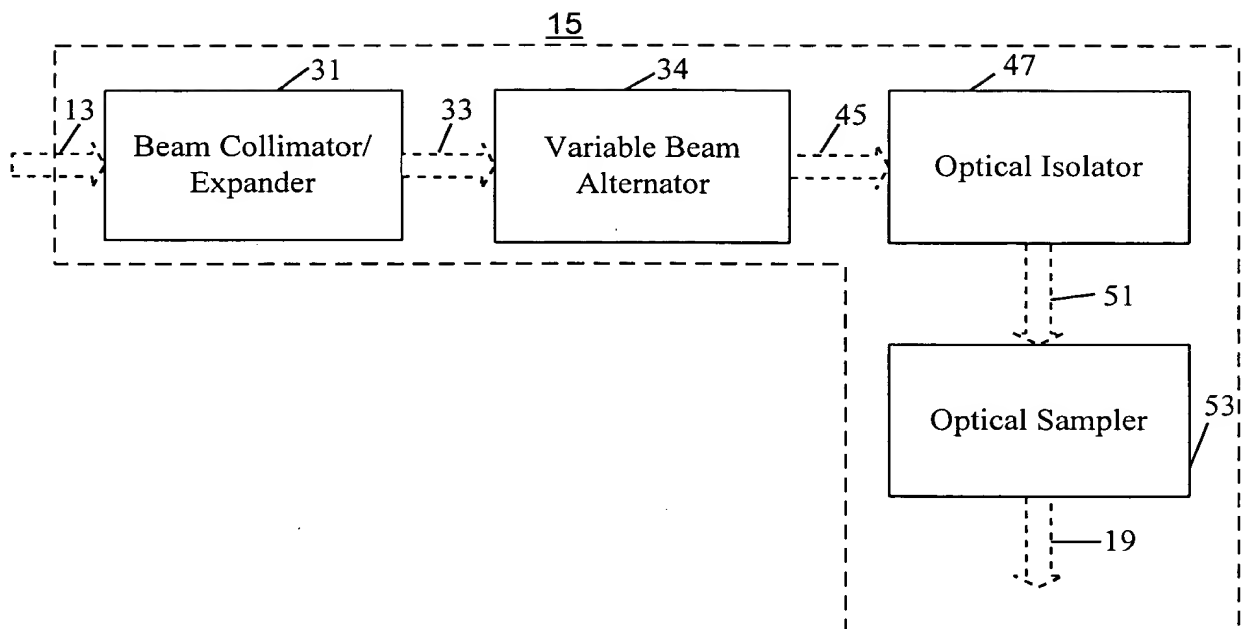 15
31
34
47
13
33
45
Beam Collimator/
Expander
Variable Beam
Alternator
Optical Isolator
51
Optical Sampler
53
19